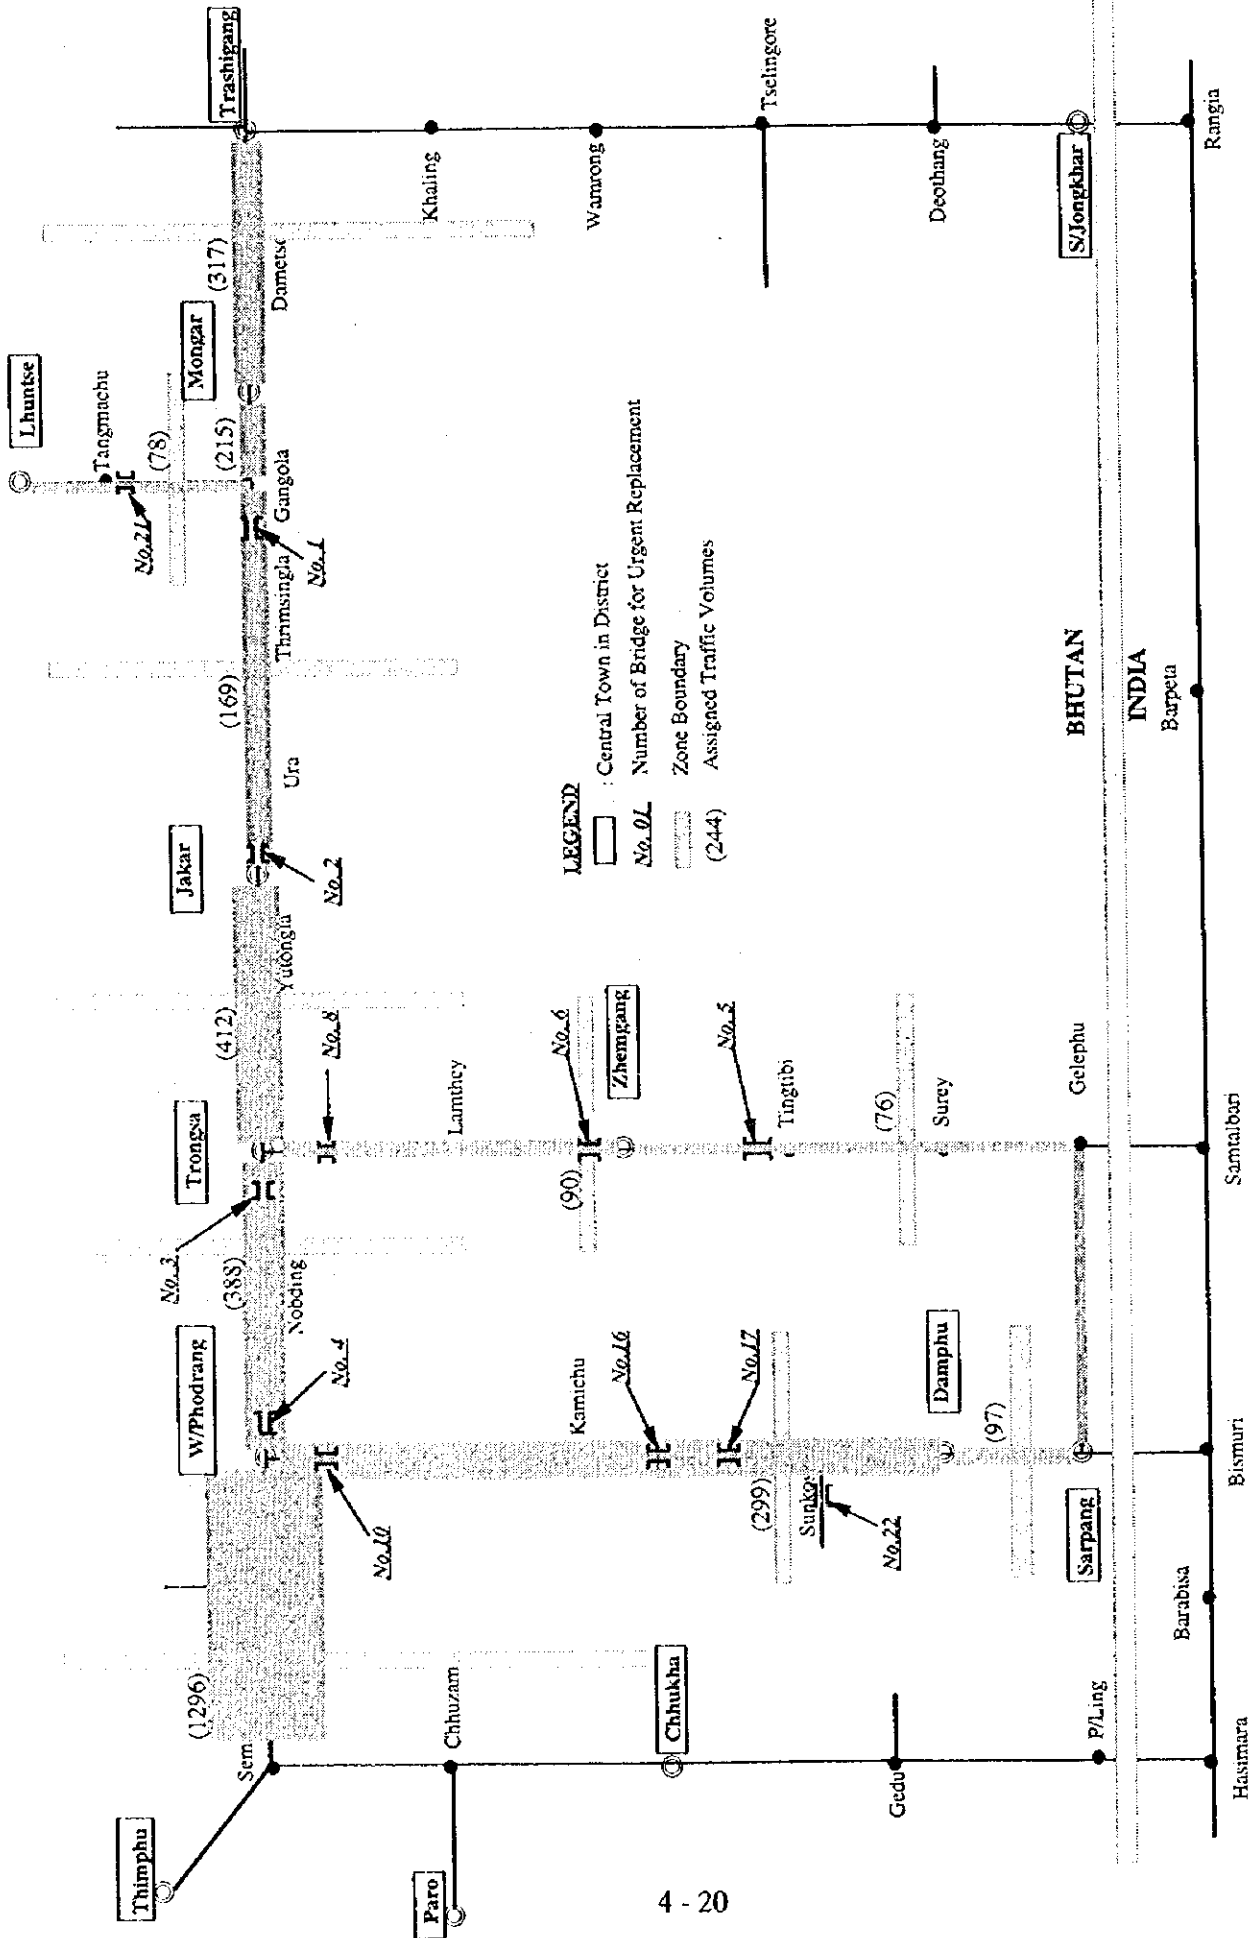 Thimphu
Paro
Sem
(1296)
Chhuzam
Chhukha
Gedu
P/Ling
Hasimara
W/Phodrang
No. 4
No.10
Kamichu
No.16
No.17
(299)
No.22
Damphu
(97)
Sarpang
Barabisa
Bismuri
Trongsa
No. 3
(388)
Nobding
No.8
Lamthey
(90)
No.6
Zhemgang
No.5
Tingtibi
(76)
Surey
Gelephu
Samtalbari
Jakar
(412)
Yutongla
No.2
Ura
(169)
Thrimsingla
No.1
Gangola
(215)
Lhuntse
Tangmachu
No.21
(78)
Mongar
(317)
Dametse
Trashigang
Khaling
Wamrong
Tselingore
Deothang
S/Jongkhar
Rangia
LEGEND
: Central Town in District
No. 01 Number of Bridge for Urgent Replacement
Zone Boundary
(244) Assigned Traffic Volumes
BHUTAN
INDIA
Barpeta
4 - 20